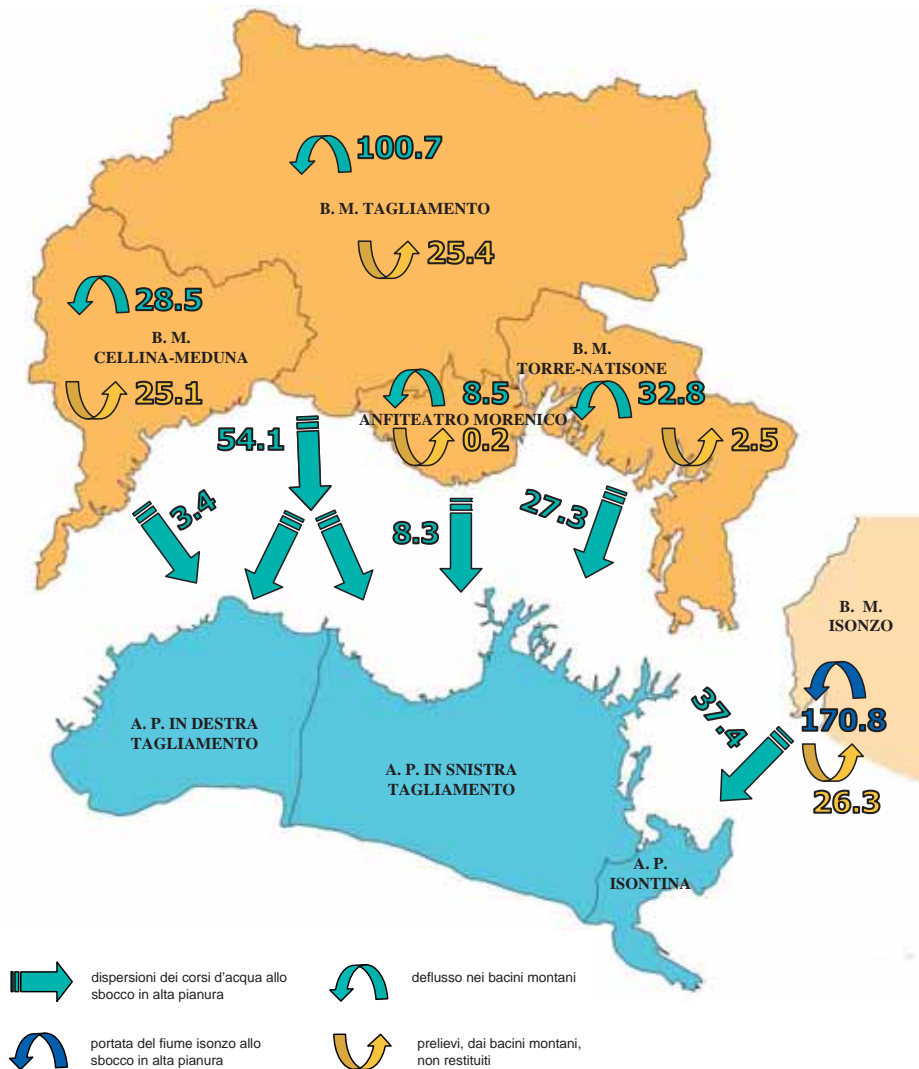 100.7
B. M. TAGLIAMENTO
25.4
28.5
B. M.
CELLINA-MEDUNA
25.1
B. M.
TORRE-NATISONE
8.5
32.8
ANFITEATRO MORENICO
0.2
2.5
54.1
3.4
8.3
27.3
B. M.
ISONZO
170.8
26.3
37.4
A. P. IN DESTRA
TAGLIAMENTO
A. P. IN SNISTRA
TAGLIAMENTO
A. P.
ISONTINA
dispersioni dei corsi d'acqua allo
sbocco in alta pianura
deflusso nei bacini montani
portata del fiume isonzo allo
sbocco in alta pianura
prelievi, dai bacini montani,
non restituiti